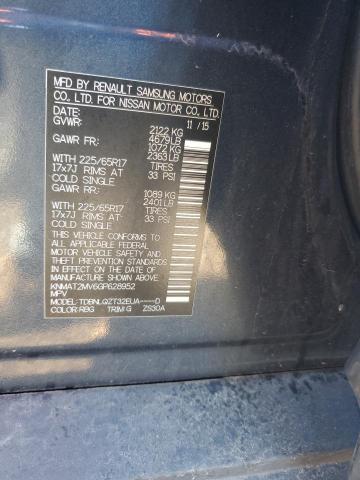 MFD BY RENAULT SAMSUNG MOTORS
CO. LTD. FOR NISSAN MOTOR CO. LTD.
DATE: 11 / 15
GVWR: 2122 KG
4679 LB
GAWR FR: 1072 KG
2363 LB
WITH 225/65R17 TIRES
17x7J RIMS AT 33 PSI
COLD SINGLE
GAWR RR: 1089 KG
2401 LB
WITH 225/65R17 TIRES
17x7J RIMS AT 33 PSI
COLD SINGLE
THIS VEHICLE CONFORMS TO ALL
APPLICABLE FEDERAL
MOTOR VEHICLE SAFETY STANDARDS
IN EFFECT ON THE DATE OF
MANUFACTURE SHOWN ABOVE.
KNMAT2MV6GP628952
MPV
MODEL: TDBNLQZT32EUA----D
COLOR RBG TRIM G ZS30A